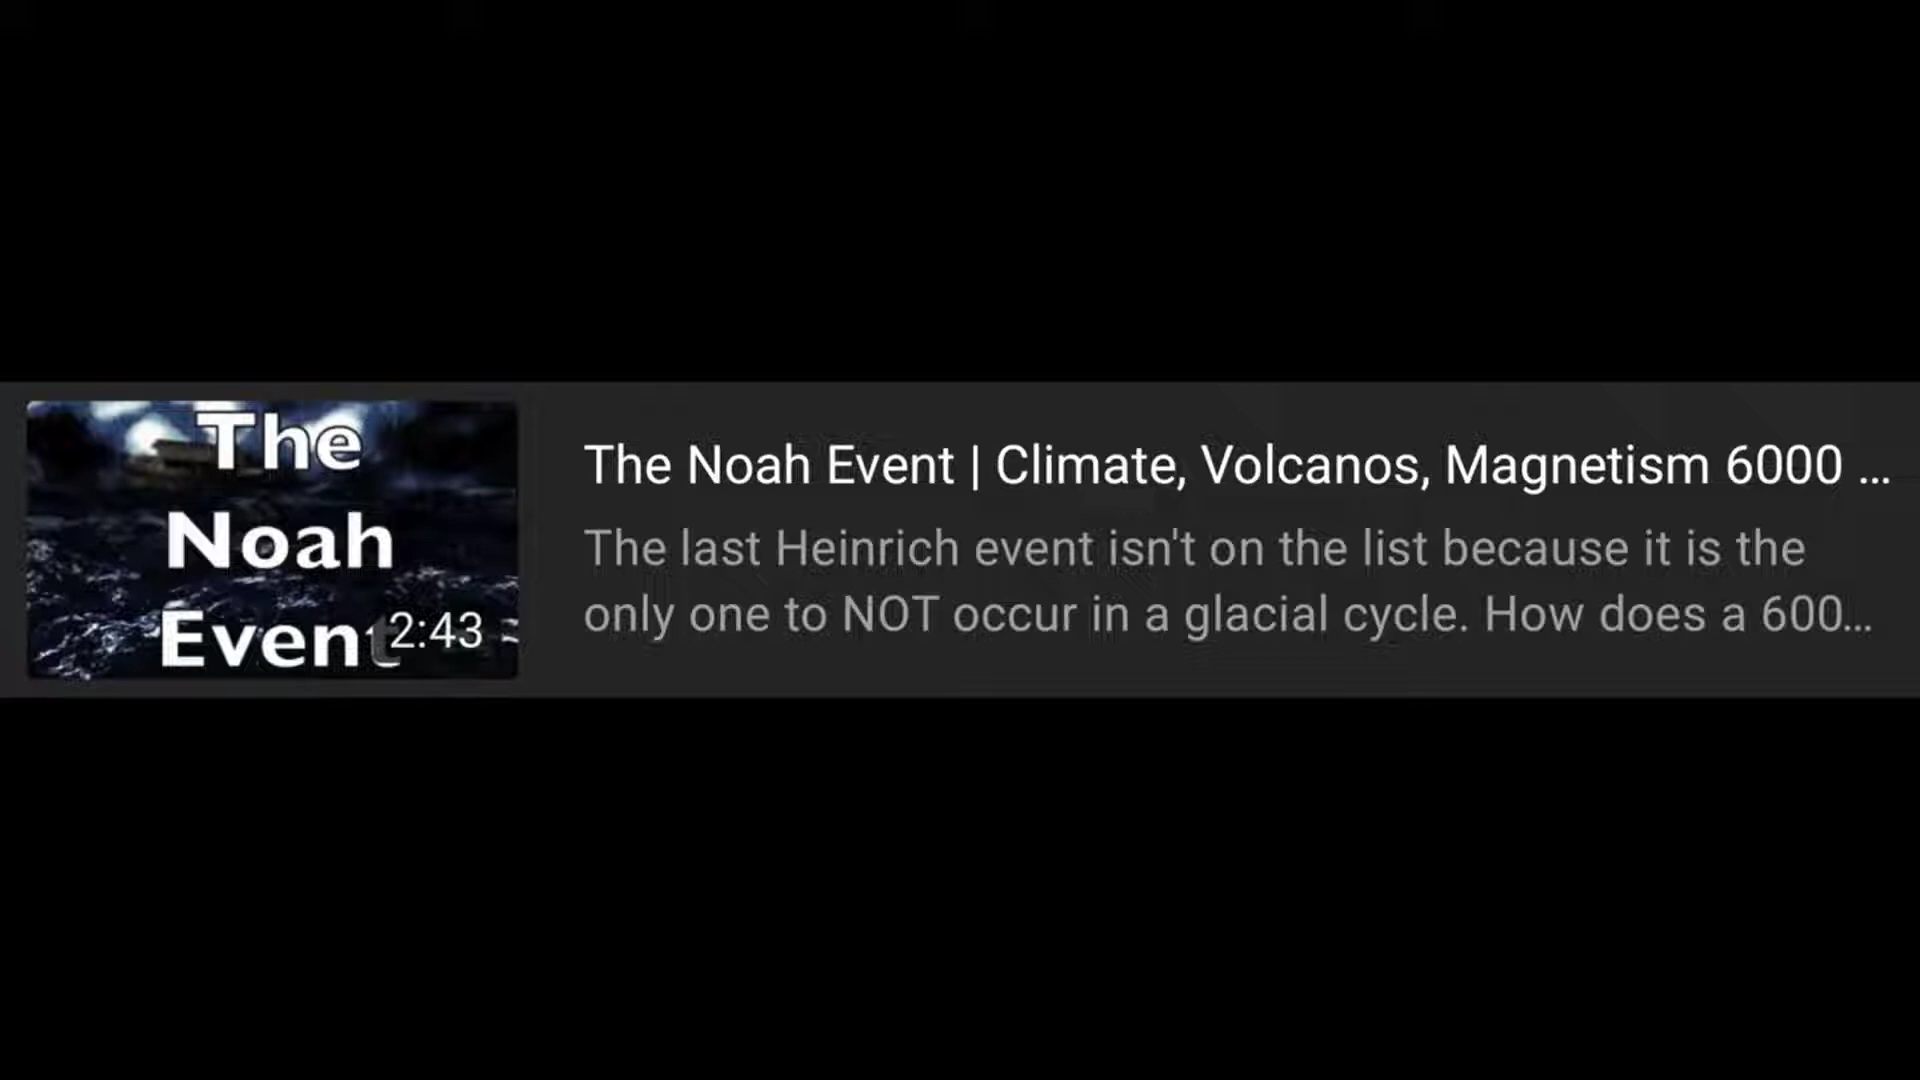 The
Noah
Event
2:43
The Noah Event | Climate, Volcanos, Magnetism 6000 ...
The last Heinrich event isn't on the list because it is the
only one to NOT occur in a glacial cycle. How does a 600...